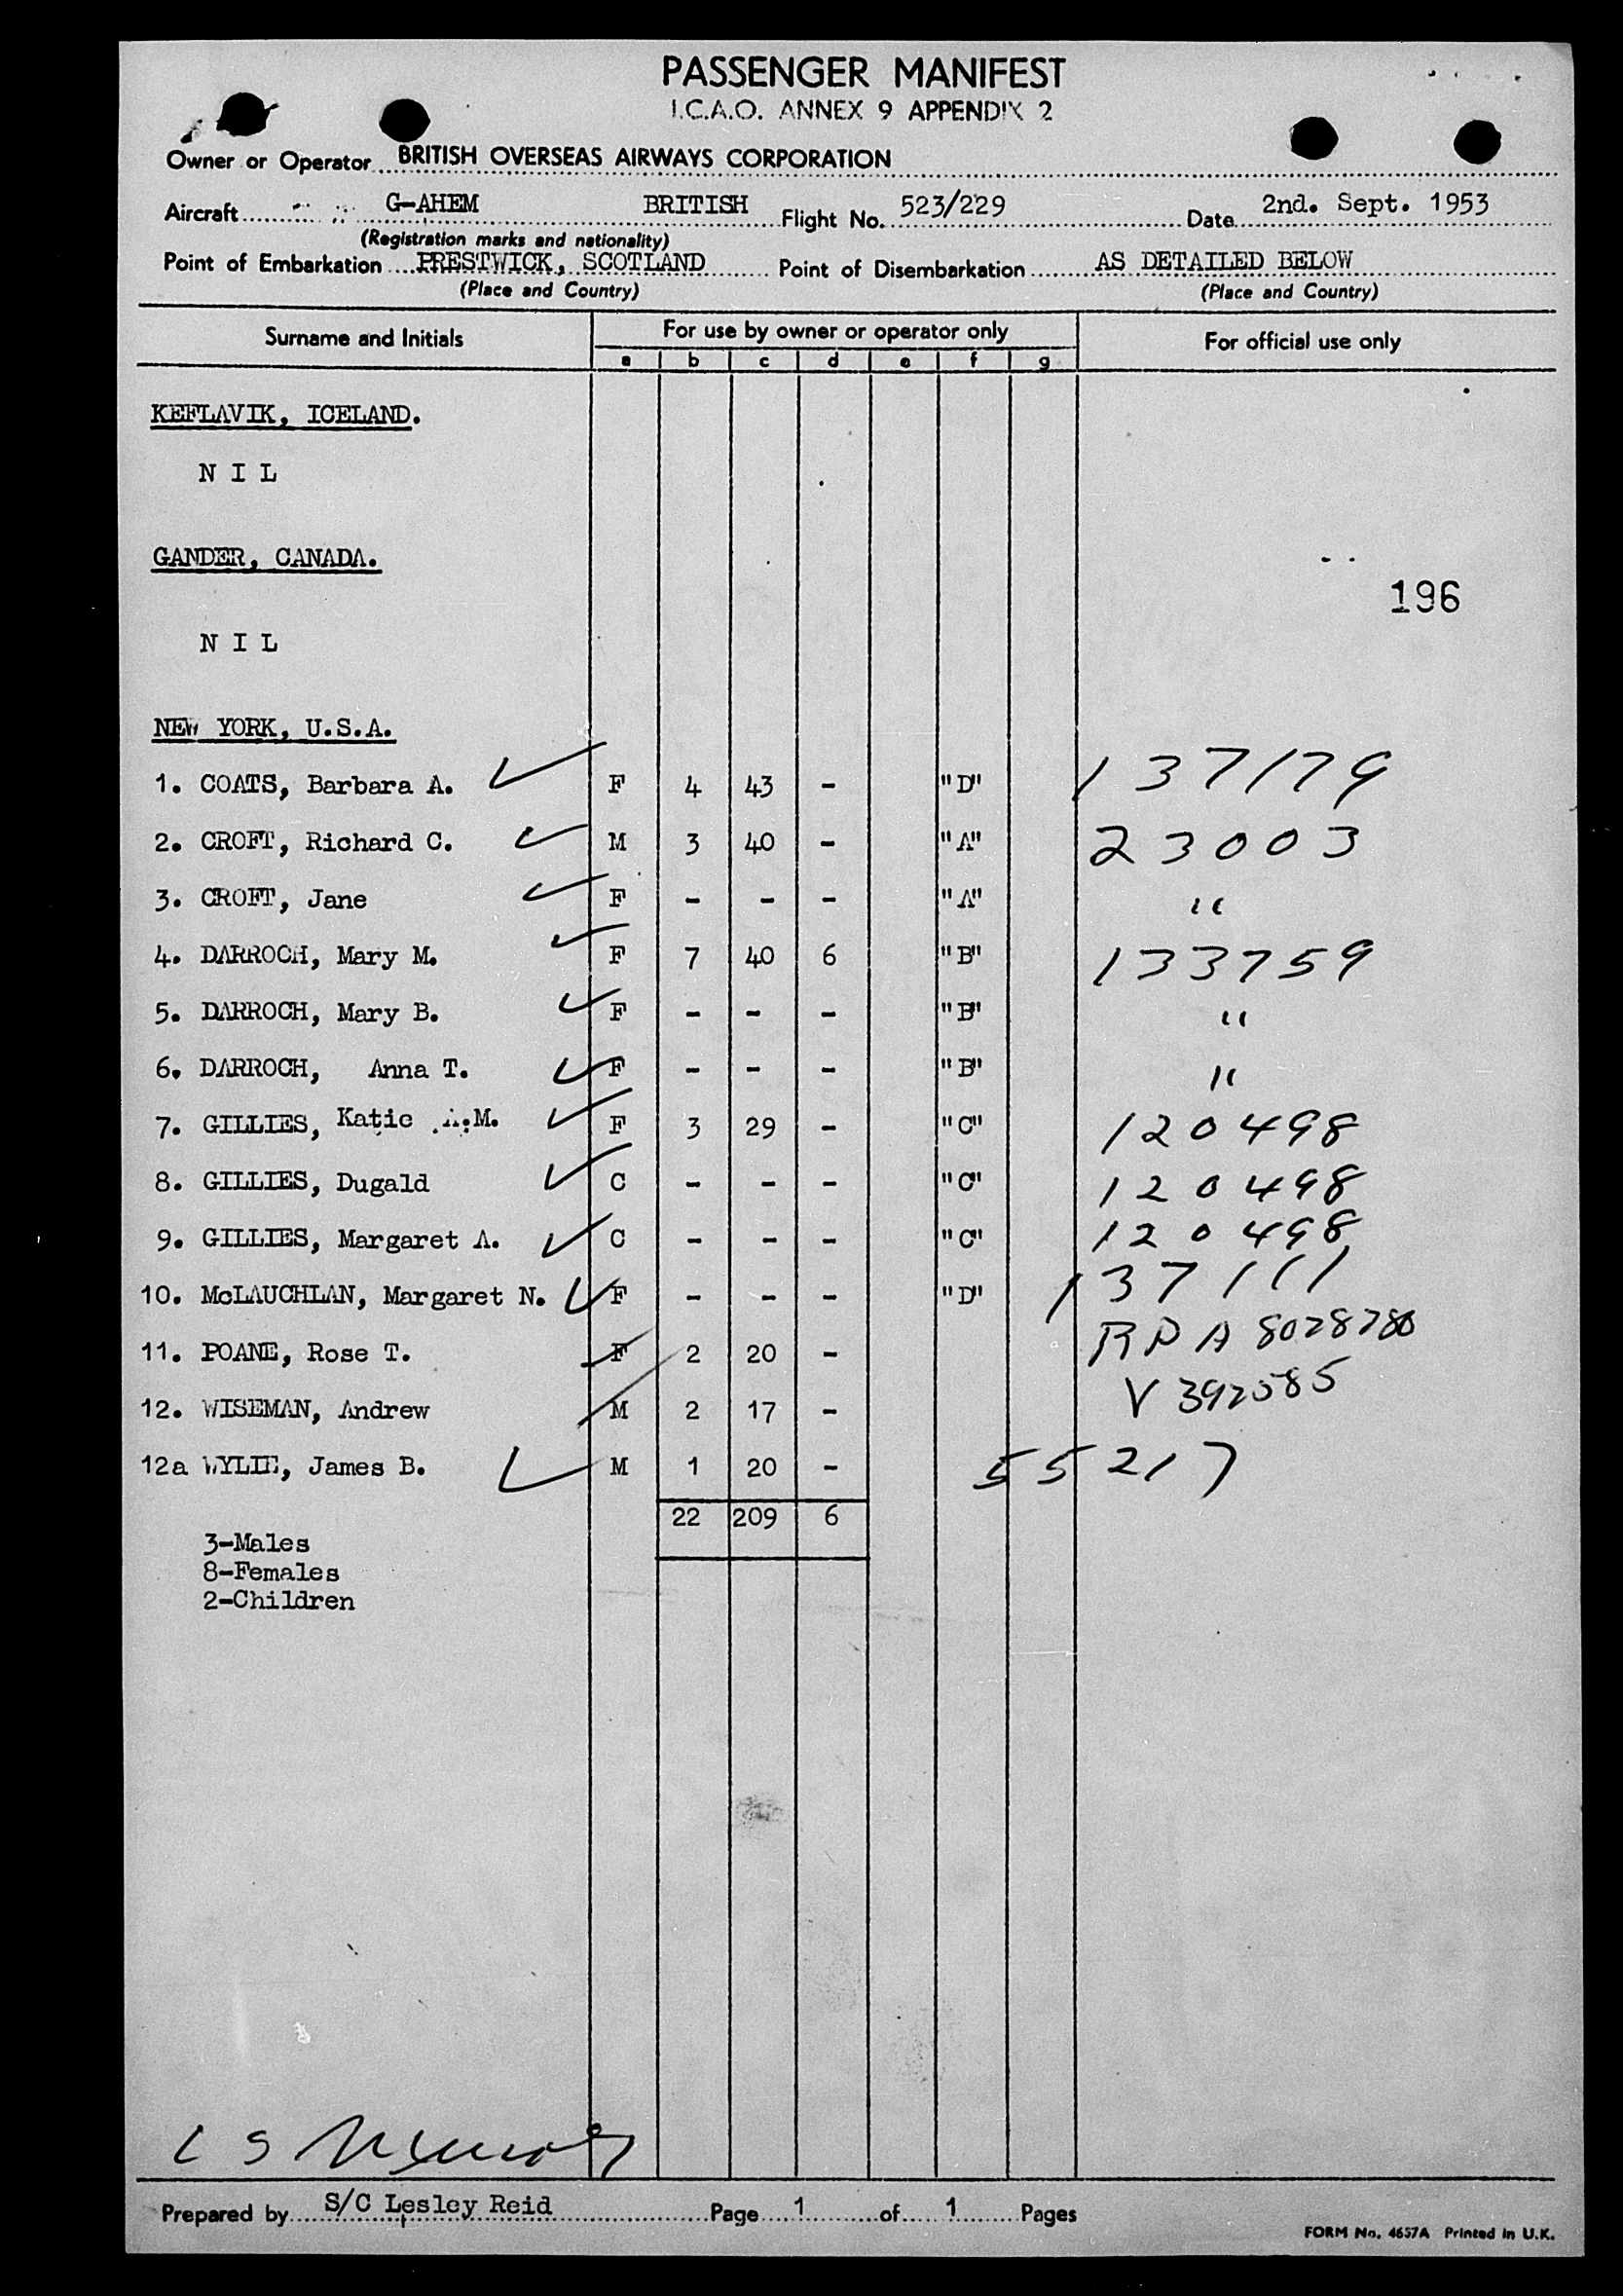 PASSENGER MANIFEST
I.C.A.O. ANNEX 9 APPENDIX 2
Owner or Operator BRITISH OVERSEAS AIRWAYS CORPORATION
Aircraft G-AHEM BRITISH Flight No. 523/229 Date 2nd. Sept. 1953
(Registration marks and nationality)
Point of Embarkation PRESTWICK, SCOTLAND Point of Disembarkation AS DETAILED BELOW
(Place and Country) (Place and Country)
Surname and Initials For use by owner or operator only For official use only
a b c d e f g
KEFLAVIK, ICELAND.
N I L
GANDER, CANADA.
196
N I L
NEW YORK, U.S.A.
1. COATS, Barbara A. F 4 43 - "D" 137179
2. CROFT, Richard C. M 3 40 - "A" 23003
3. CROFT, Jane F - - - "A" "
4. DARROCH, Mary M. F 7 40 6 "B" 133759
5. DARROCH, Mary B. F - - - "B" "
6. DARROCH, Anna T. F - - - "B" "
7. GILLIES, Katie A.M. F 3 29 - "C" 120498
8. GILLIES, Dugald C - - - "C" 120498
9. GILLIES, Margaret A. C - - - "C" 120498
10. McLAUCHLAN, Margaret N. F - - - "D" 137111
11. POANE, Rose T. F 2 20 - RPA
12. WISEMAN, Andrew M 2 17 - V 392585
12a WYLIE, James B. M 1 20 - 55217
22 209 6
3-Males
8-Females
2-Children
Prepared by S/C Lesley Reid Page 1 of 1 Pages
FORM No. 4657A Printed in U.K.